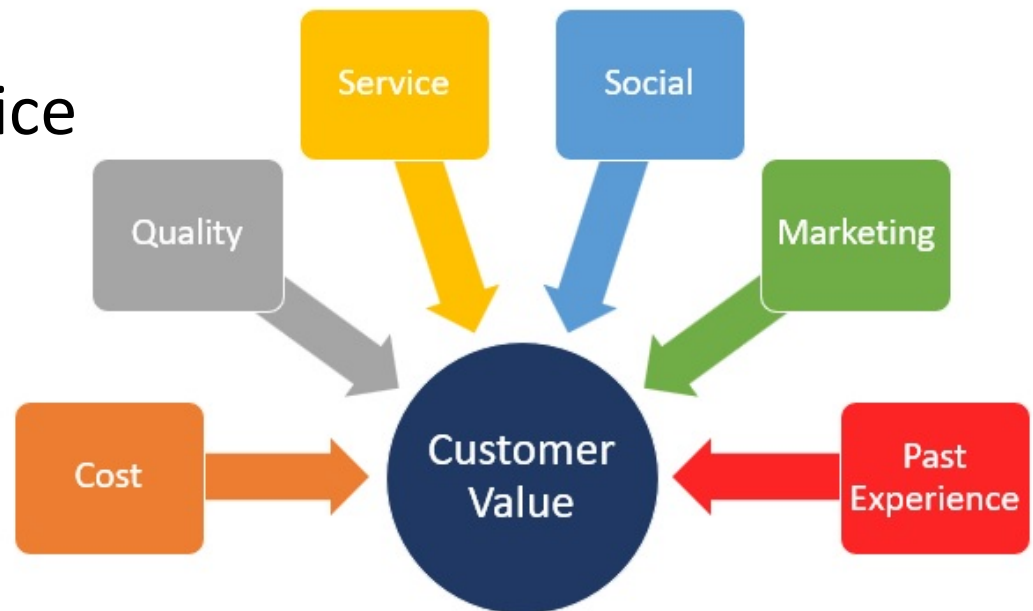 ice
Service
Social
Quality
Marketing
Cost
Customer
Value
Past
Experience